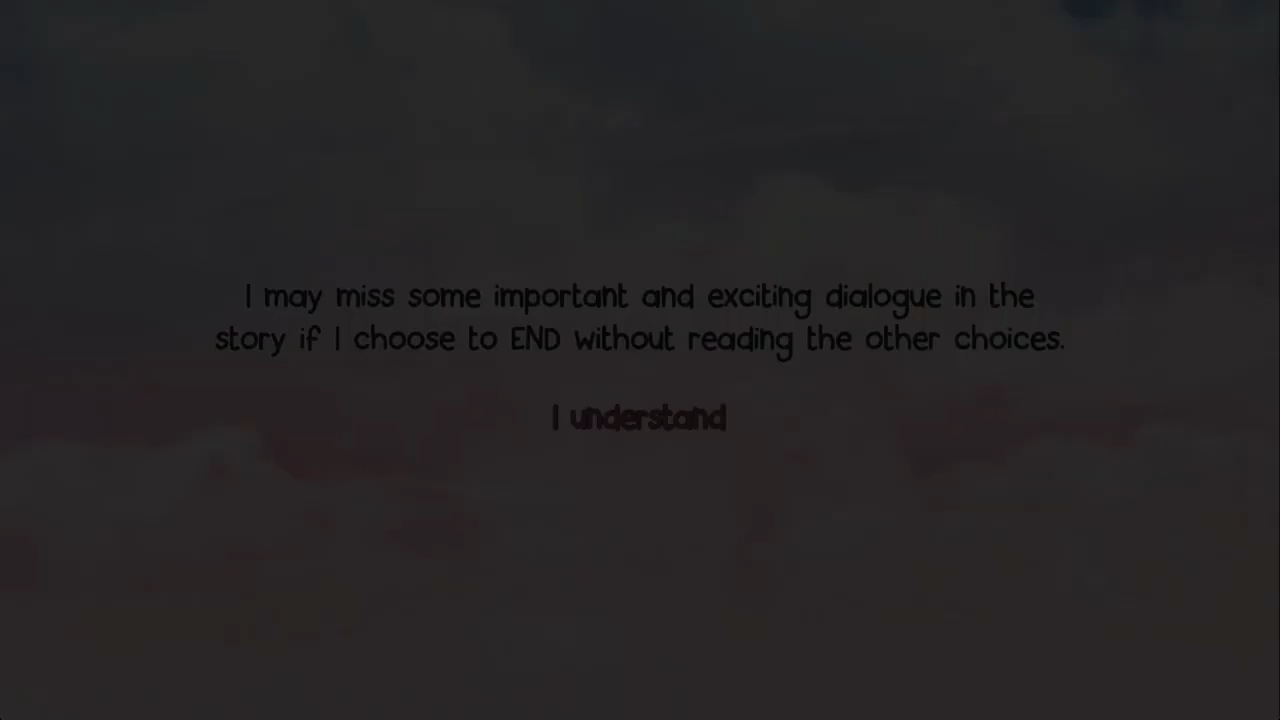 I may miss some important and exciting dialogue in the
story if I choose to END without reading the other choices.
I understand